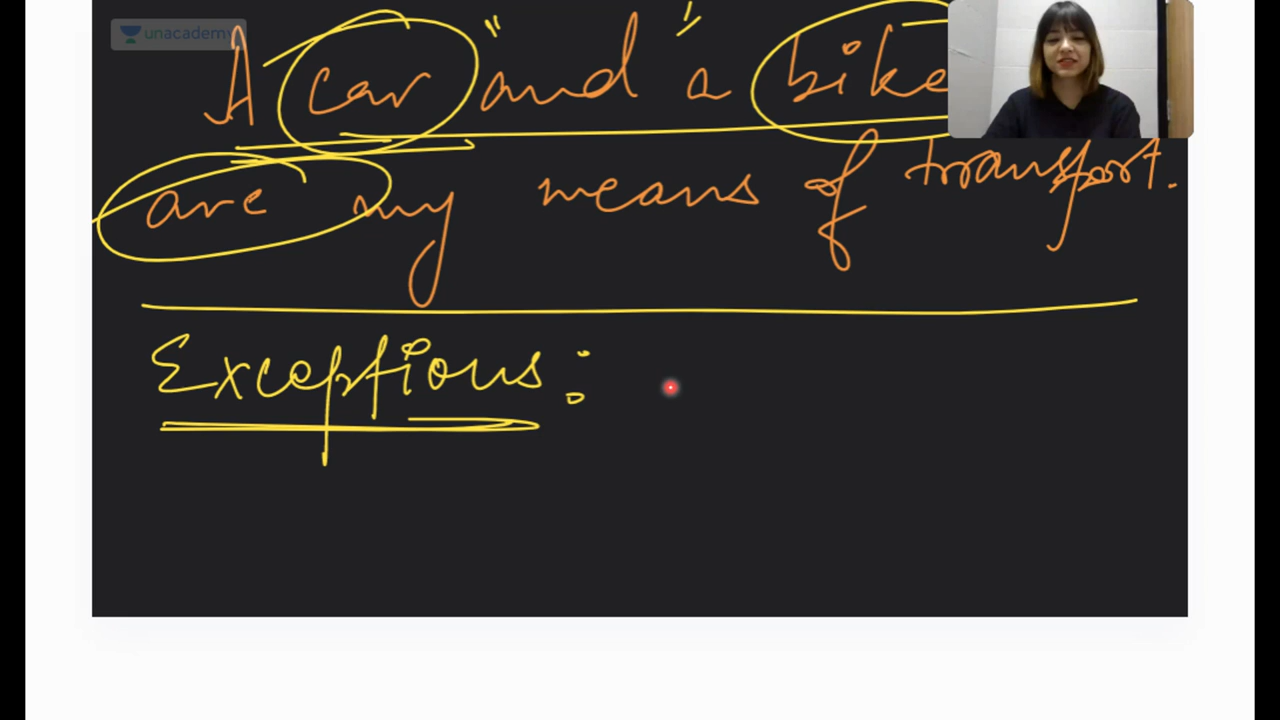 unacademy
A car "and" a bike
are my means of transport.
Exceptions: